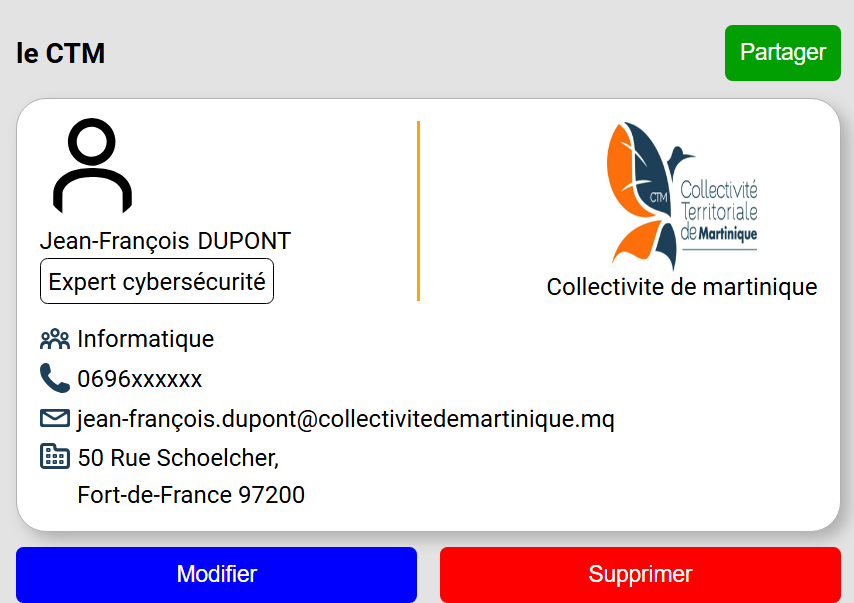 le CTM
Partager
CTM
Collectivité
Territoriale
de Martinique
Jean-François DUPONT
Expert cybersécurité
Collectivite de martinique
Informatique
0696xxxxxx
jean-françois.dupont@collectivitedemartinique.mq
50 Rue Schoelcher,
Fort-de-France 97200
Modifier
Supprimer